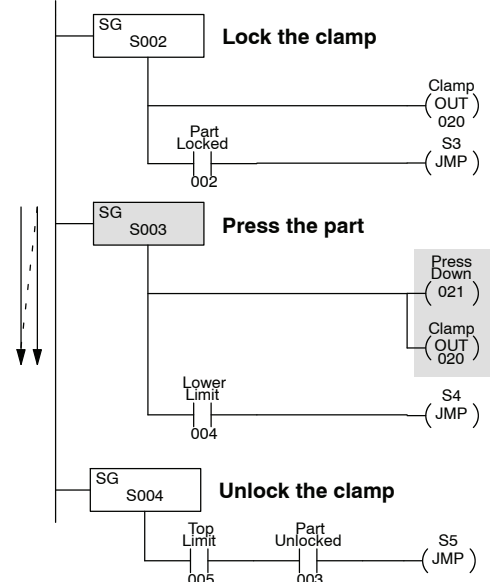 SG
S002
Lock the clamp
Clamp
OUT
020
Part
Locked
002
S3
JMP
SG
S003
Press the part
Press
Down
021
Clamp
OUT
020
Lower
Limit
004
S4
JMP
SG
S004
Unlock the clamp
Top
Limit
005
Part
Unlocked
003
S5
JMP